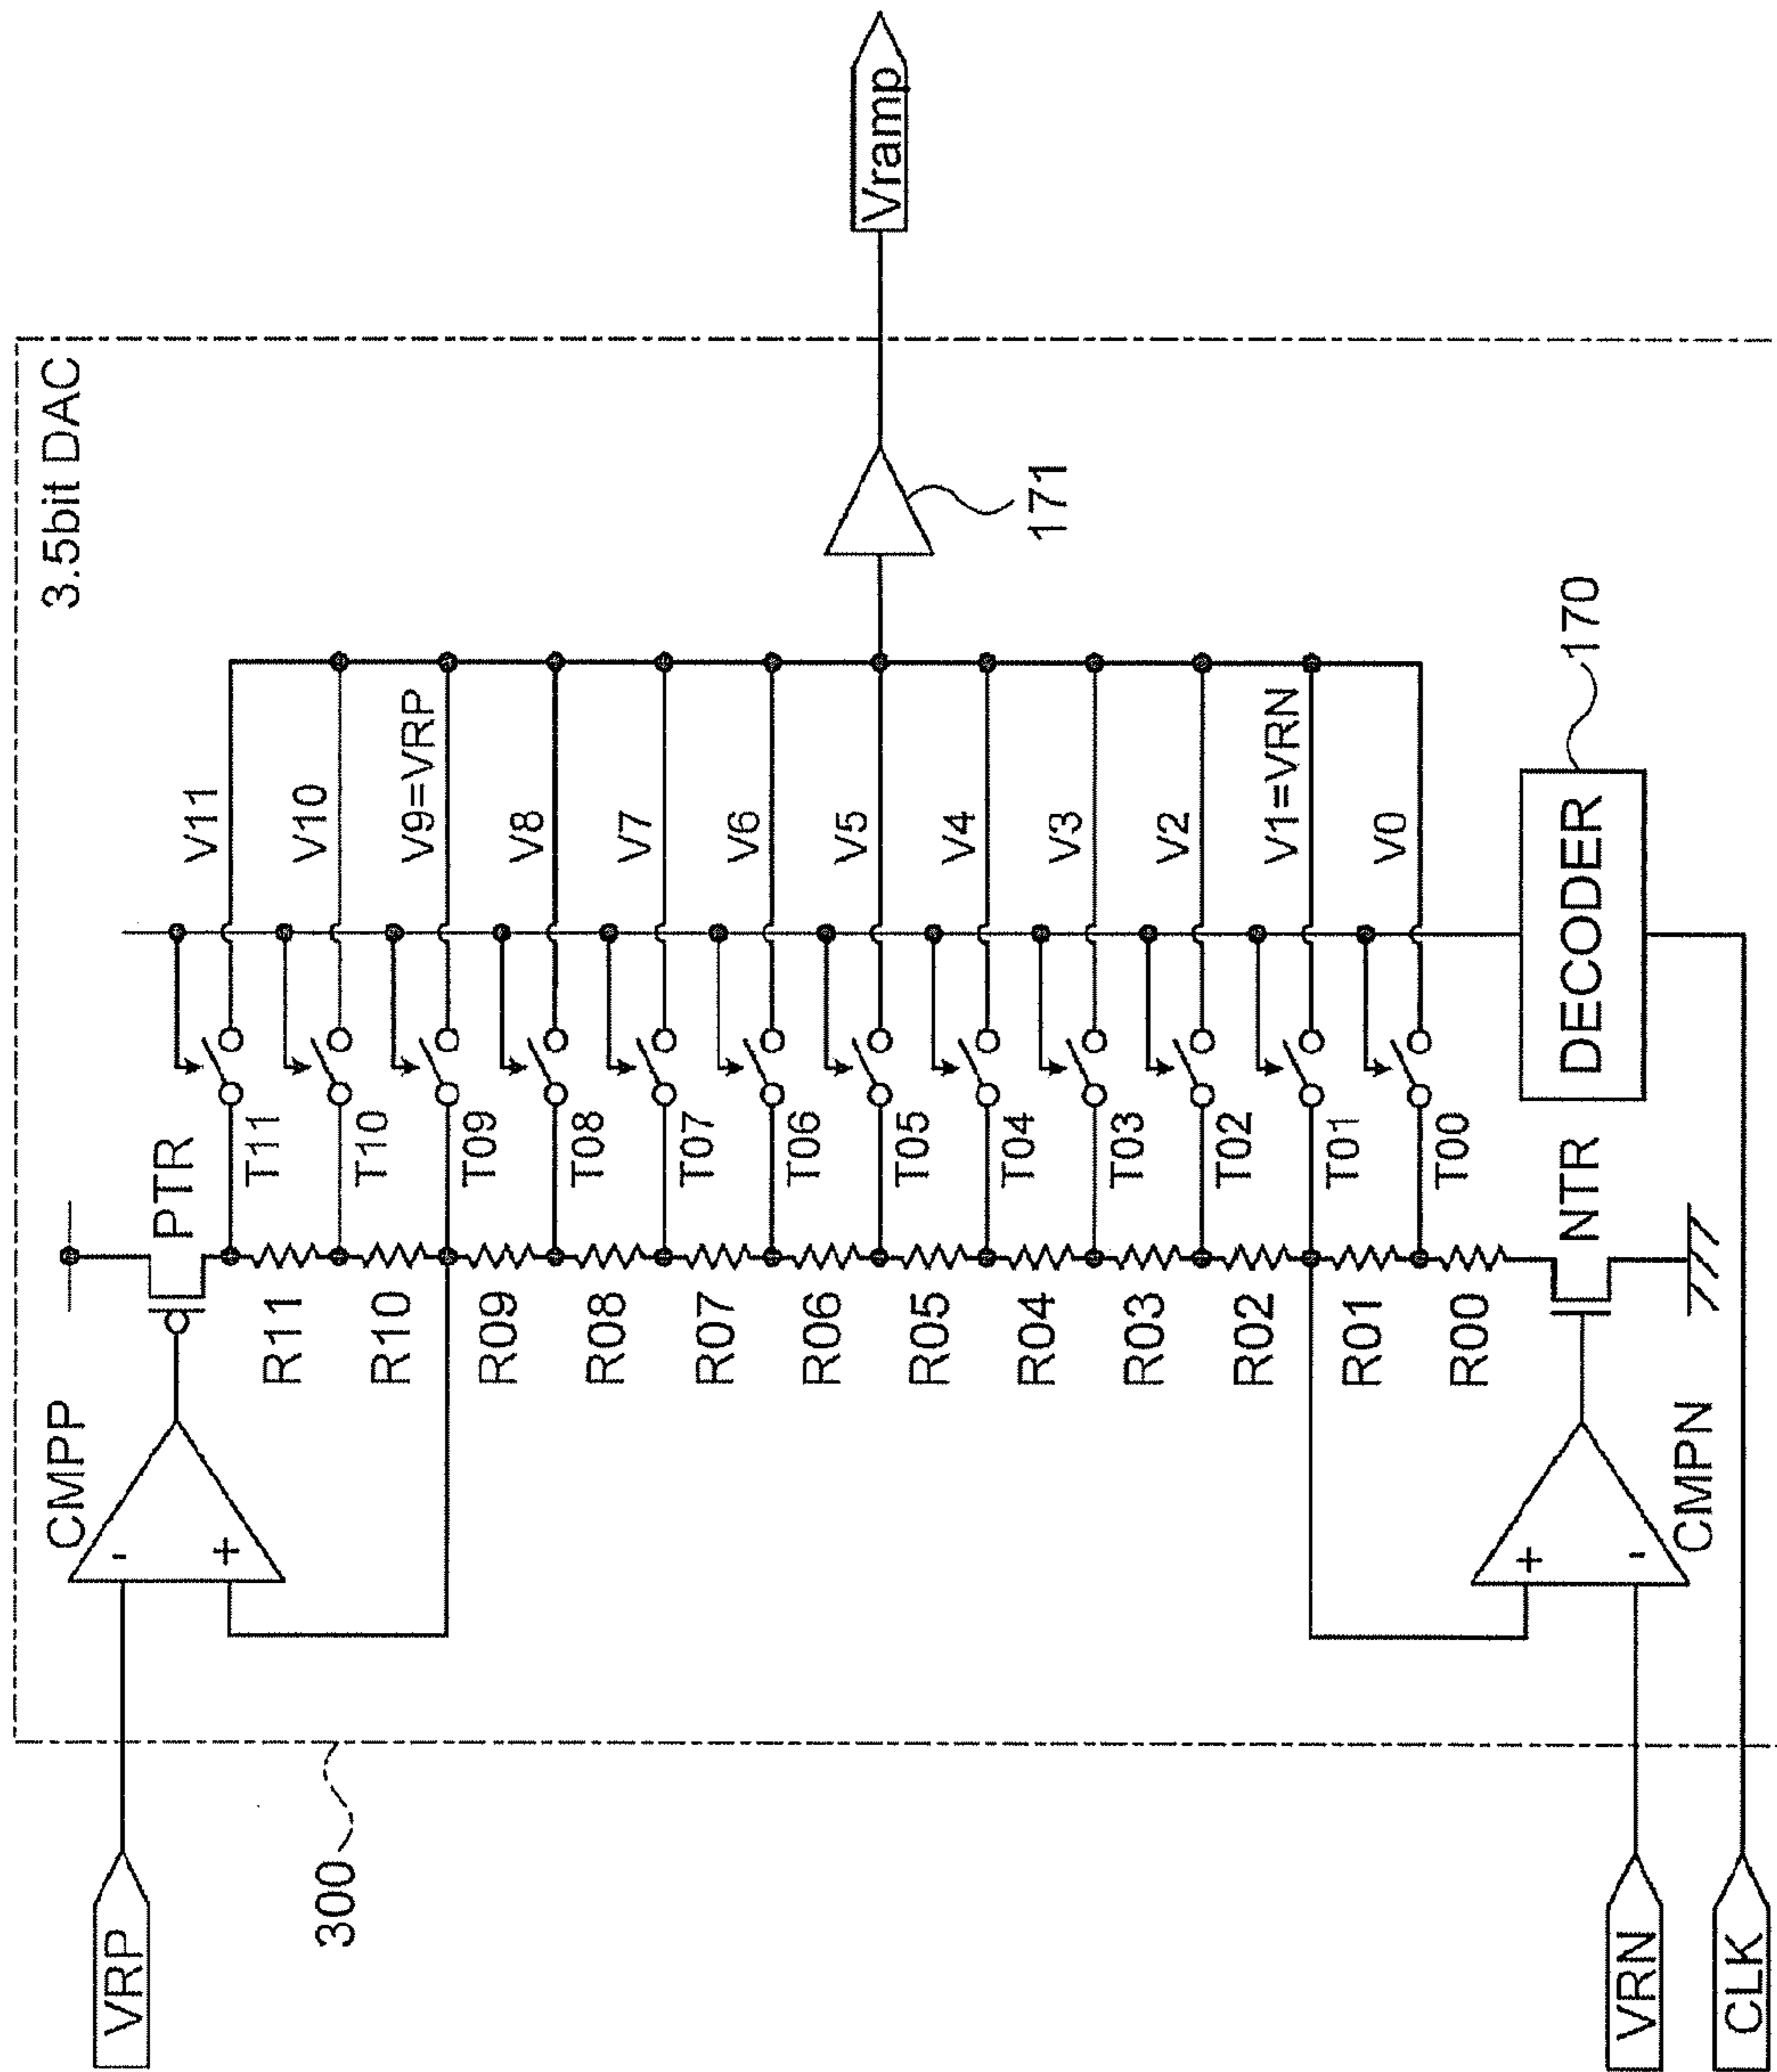 3.5bit DAC
VRP
CMPP
-
+
PTR
R11
R10
R09
R08
R07
R06
R05
R04
R03
R02
R01
R00
T11
T10
T09
T08
T07
T06
T05
T04
T03
T02
T01
T00
V11
V10
V9=VRP
V8
V7
V6
V5
V4
V3
V2
V1=VRN
V0
171
Vramp
300
+
-
CMPN
NTR
DECODER
170
VRN
CLK